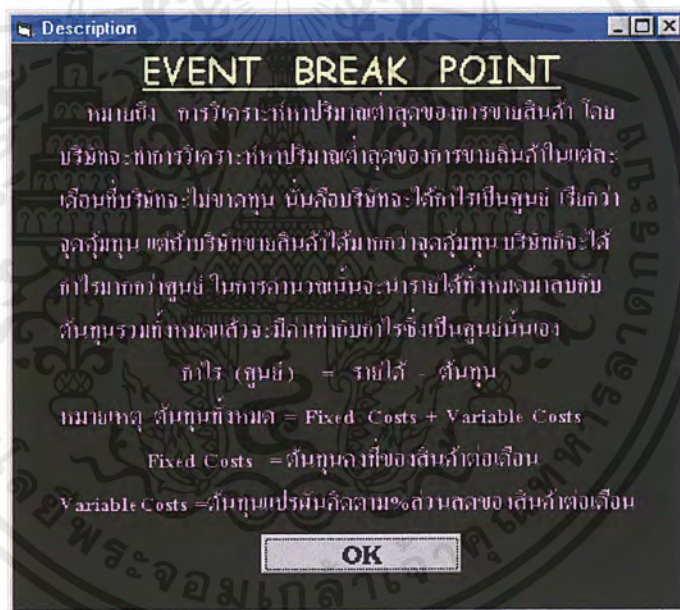 Description
EVENT BREAK POINT
หมายถึง การวิเคราะห์หาปริมาณต่ำสุดของการขายสินค้า โดย
บริษัทจะทำการวิเคราะห์หาปริมาณต่ำสุดของการขายสินค้าในแต่ละ
เดือนที่บริษัทจะไม่ขาดทุน นั่นคือบริษัทจะได้กำไรเป็นศูนย์ เรียกว่า
จุดคุ้มทุน แต่ถ้าบริษัทขายสินค้าได้มากกว่าจุดคุ้มทุน บริษัทก็จะได้
กำไรมากกว่าศูนย์ ในการคำนวณนั้นจะนำรายได้ทั้งหมดมาลบกับ
ต้นทุนรวมทั้งหมดแล้วจะมีค่าเท่ากับกำไรซึ่งเป็นศูนย์นั่นเอง
กำไร (ศูนย์) = รายได้ - ต้นทุน
หมายเหตุ ต้นทุนทั้งหมด = Fixed Costs + Variable Costs
Fixed Costs =ต้นทุนคงที่ของสินค้าต่อเดือน
Variable Costs =ต้นทุนแปรผันคิดตาม%ส่วนลดของสินค้าต่อเดือน
OK